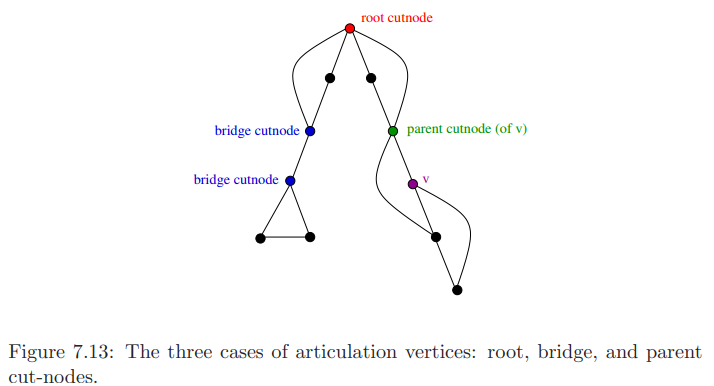 root cutnode
bridge cutnode
parent cutnode (of v)
bridge cutnode
v
Figure 7.13: The three cases of articulation vertices: root, bridge, and parent
cut-nodes.